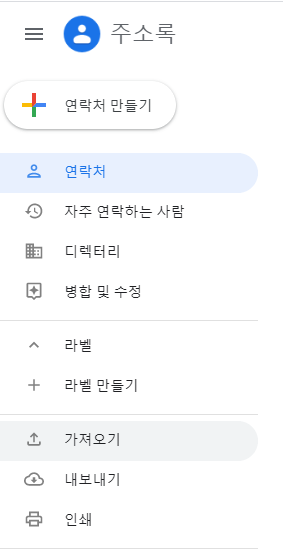 주소록
연락처 만들기
연락처
자주 연락하는 사람
디렉터리
병합 및 수정
라벨
라벨 만들기
가져오기
내보내기
인쇄